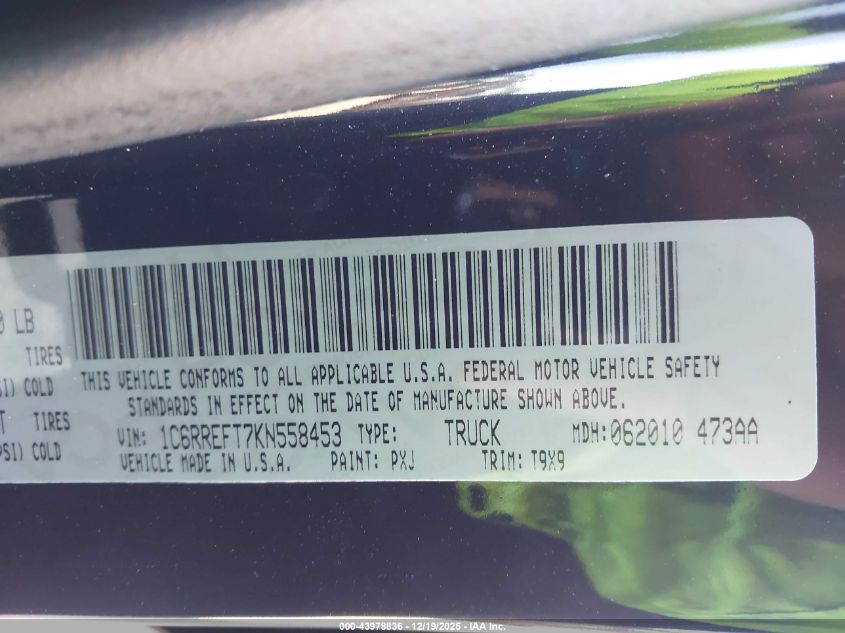 0 LB
TIRES
SI) COLD
TIRES
PSI) COLD
THIS VEHICLE CONFORMS TO ALL APPLICABLE U.S.A. FEDERAL MOTOR VEHICLE SAFETY
STANDARDS IN EFFECT ON THE DATE OF MANUFACTURE SHOWN ABOVE.
VIN: 1C6RREFT7KN558453 TYPE: TRUCK MDH:062010 473AA
VEHICLE MADE IN U.S.A. PAINT: PXJ TRIM: T9X9
000-43978836 - 12/19/2025 - IAA Inc.